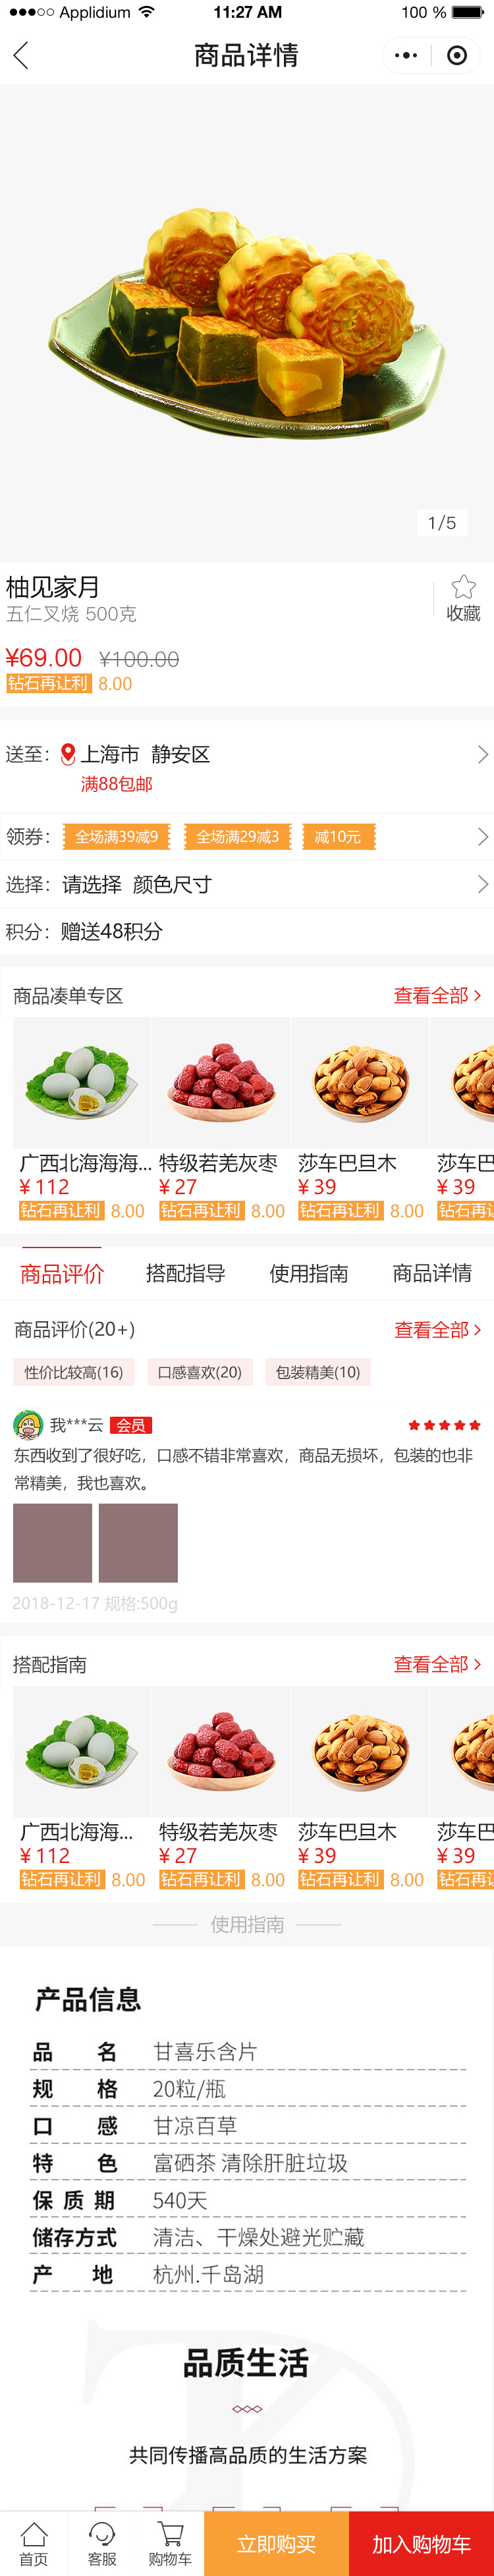 Applidium 11:27 AM 100 %
商品详情
1/5
柚见家月
五仁叉烧 500克
收藏
¥69.00 ¥100.00
钻石再让利 8.00
送至： 上海市 静安区
满88包邮
领券： 全场满39减9 全场满29减3 减10元
选择： 请选择 颜色尺寸
积分： 赠送48积分
商品凑单专区 查看全部
广西北海海海... 特级若羌灰枣 莎车巴旦木 莎车巴
¥ 112 ¥ 27 ¥ 39 ¥ 39
钻石再让利 8.00 钻石再让利 8.00 钻石再让利 8.00 钻石再让
商品评价 搭配指导 使用指南 商品详情
商品评价(20+) 查看全部
性价比较高(16) 口感喜欢(20) 包装精美(10)
我***云 会员
东西收到了很好吃，口感不错非常喜欢，商品无损坏，包装的也非
常精美，我也喜欢。
2018-12-17 规格:500g
搭配指南 查看全部
广西北海海... 特级若羌灰枣 莎车巴旦木 莎车巴
¥ 112 ¥ 27 ¥ 39 ¥ 39
钻石再让利 8.00 钻石再让利 8.00 钻石再让利 8.00 钻石再让
使用指南
产品信息
品 名 甘喜乐含片
规 格 20粒/瓶
口 感 甘凉百草
特 色 富硒茶 清除肝脏垃圾
保 质 期 540天
储存方式 清洁、干燥处避光贮藏
产 地 杭州.千岛湖
品质生活
共同传播高品质的生活方案
首页 客服 购物车 立即购买 加入购物车